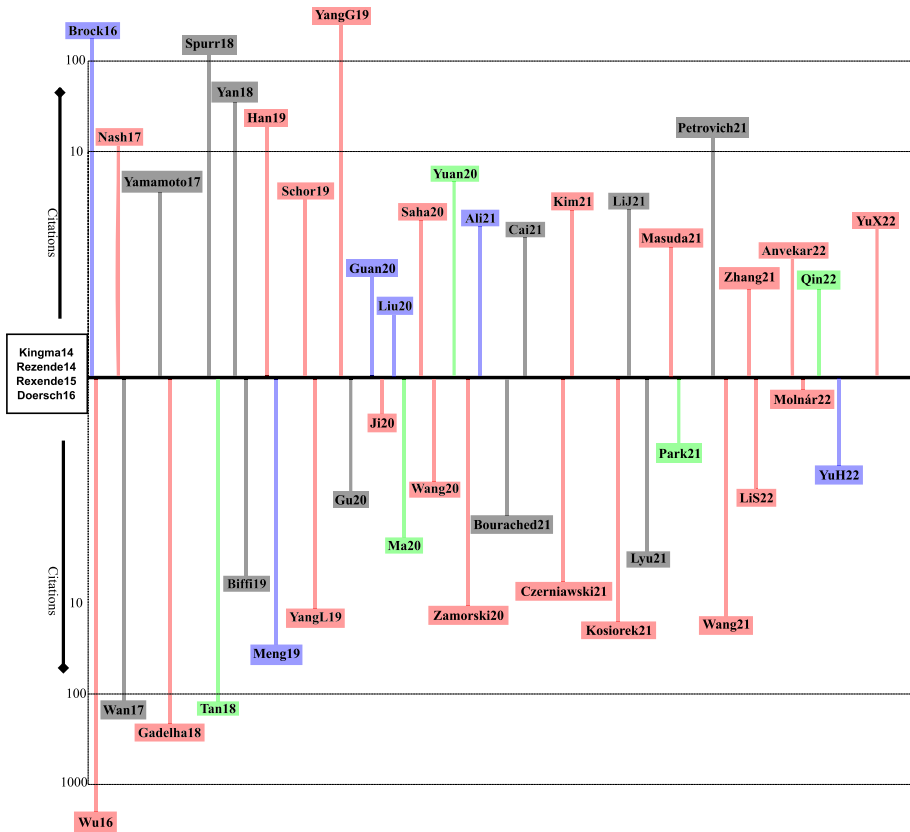 YangG19
Brock16
Spurr18
100
Yan18
Han19
Nash17
Petrovich21
10
Yuan20
Yamamoto17
Schor19
Kim21
LiJ21
Saha20
Ali21
YuX22
Cai21
Masuda21
Anvekar22
Citations
Guan20
Zhang21
Qin22
Liu20
Kingma14
Rezende14
Rexende15
Doersch16
Molnár22
Ji20
Park21
YuH22
Wang20
LiS22
Gu20
Bourached21
Ma20
Lyu21
Biffi19
Citations
Czerniawski21
10
YangL19
Zamorski20
Wang21
Kosiorek21
Meng19
100
Wan17
Tan18
Gadelha18
1000
Wu16